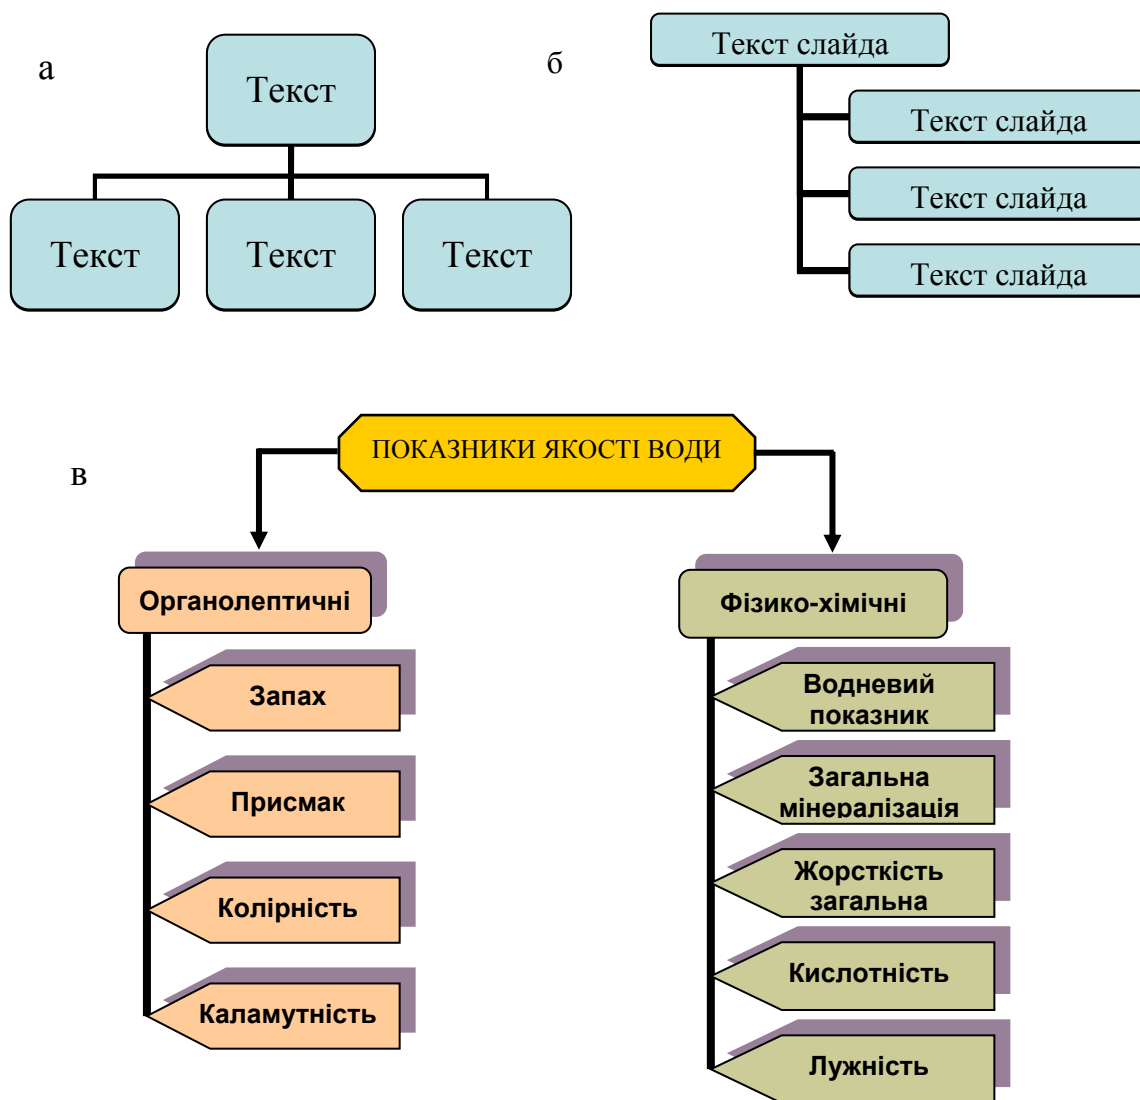 а
Текст
Текст
Текст
Текст
б
Текст слайда
Текст слайда
Текст слайда
Текст слайда
в
ПОКАЗНИКИ ЯКОСТІ ВОДИ
Органолептичні
Запах
Присмак
Колірність
Каламутність
Фізико-хімічні
Водневий
показник
Загальна
мінералізація
Жорсткість
загальна
Кислотність
Лужність